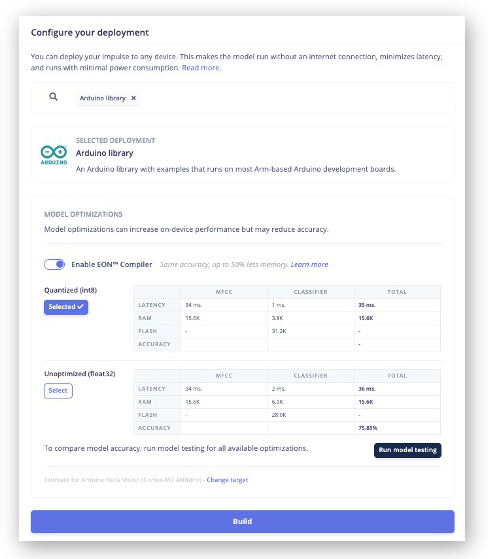 Configure your deployment
You can deploy your impulse to any device. This makes the model run without an internet connection, minimizes latency,
and runs with minimal power consumption. Read more.
Arduino library ×
SELECTED DEPLOYMENT
Arduino library
ARDUINO
An Arduino library with examples that runs on most Arm-based Arduino development boards.
MODEL OPTIMIZATIONS
Model optimizations can increase on-device performance but may reduce accuracy.
Enable EON™ Compiler Same accuracy, up to 50% less memory. Learn more
Quantized (int8)
Selected ✓
MFCC CLASSIFIER TOTAL
LATENCY 34 ms. 1 ms. 35 ms.
RAM 15.6K 3.8K 15.6K
FLASH - 31.2K -
ACCURACY -
Unoptimized (float32)
Select
MFCC CLASSIFIER TOTAL
LATENCY 34 ms. 2 ms. 36 ms.
RAM 15.6K 6.0K 15.6K
FLASH - 28.0K -
ACCURACY 75.85%
To compare model accuracy, run model testing for all available optimizations. Run model testing
Estimate for Arduino Nicla Vision (Cortex-M7 480MHz) - Change target
Build